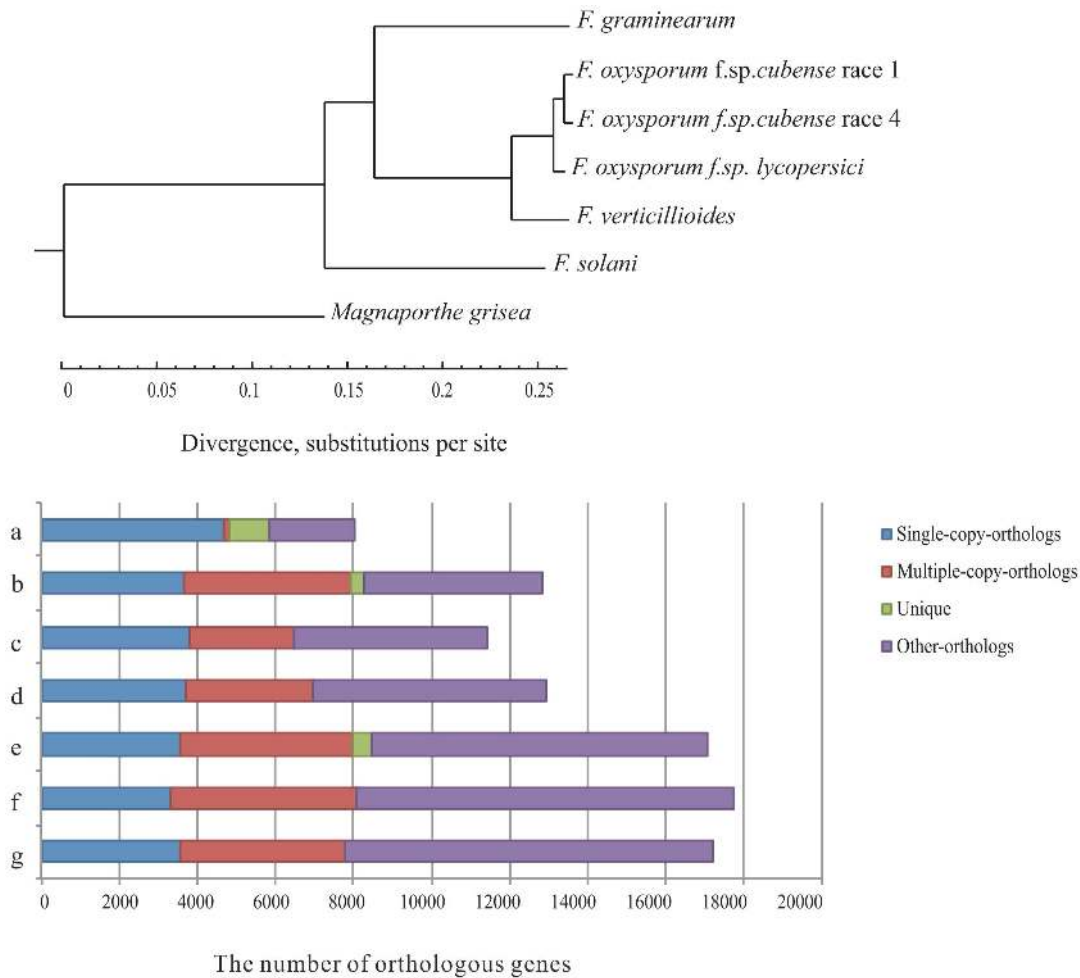 F. graminearum
F. oxysporum f.sp.cubense race 1
F. oxysporum f.sp.cubense race 4
F. oxysporum f.sp. lycopersici
F. verticillioides
F. solani
Magnaporthe grisea
0 0.05 0.1 0.15 0.2 0.25
Divergence, substitutions per site
a
b
c
d
e
f
g
Single-copy-orthologs
Multiple-copy-orthologs
Unique
Other-orthologs
0 2000 4000 6000 8000 10000 12000 14000 16000 18000 20000
The number of orthologous genes